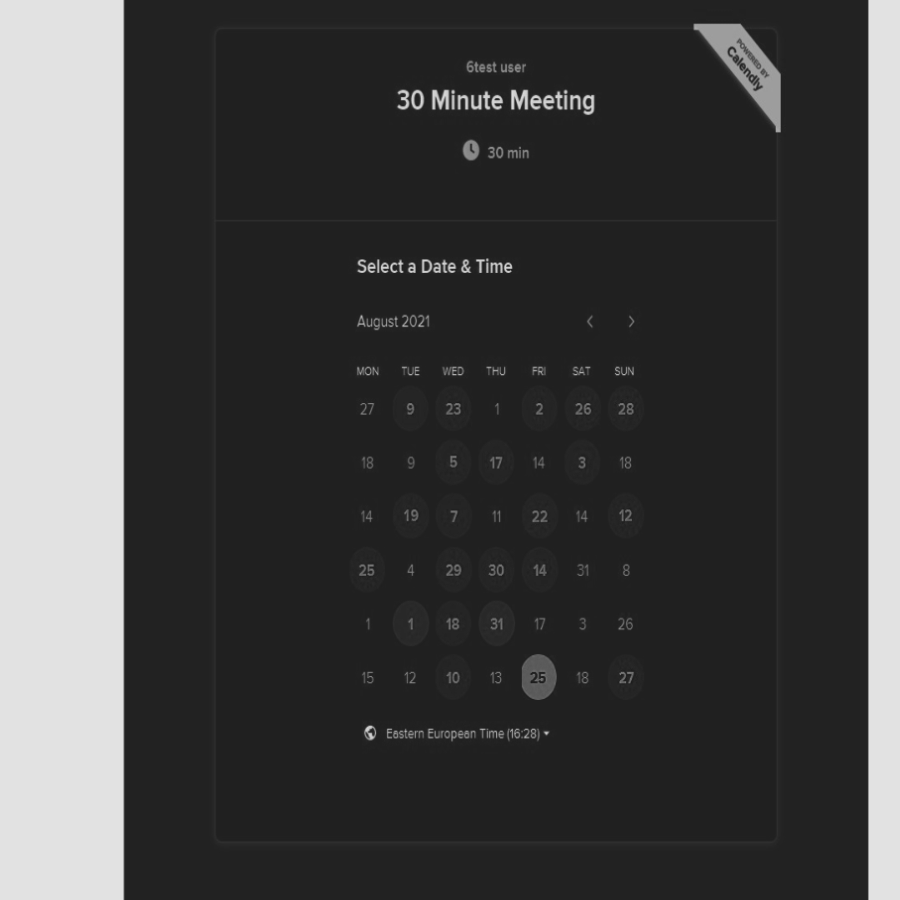 POWERED BY
Calendly
6test user
30 Minute Meeting
30 min
Select a Date & Time
August 2021
MON TUE WED THU FRI SAT SUN
27 9 23 1 2 26 28
18 9 5 17 14 3 18
14 19 7 11 22 14 12
25 4 29 30 14 31 8
1 1 18 31 17 3 26
15 12 10 13 25 18 27
Eastern European Time (16:28)